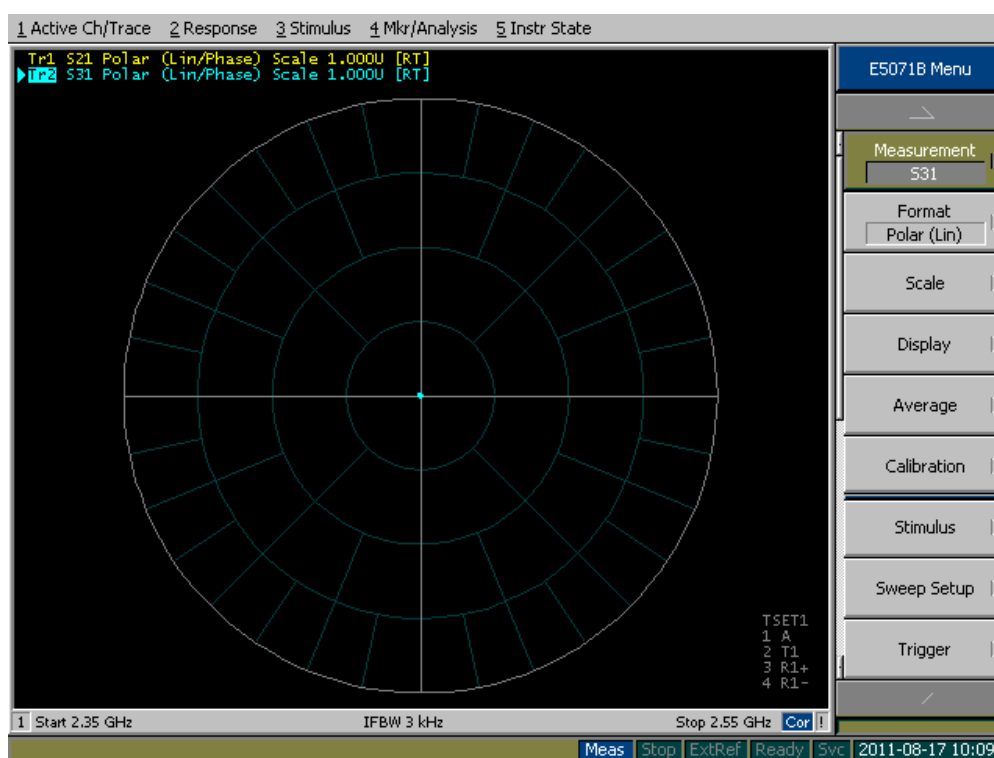 1 Active Ch/Trace 2 Response 3 Stimulus 4 Mkr/Analysis 5 Instr State
Tr1 S21 Polar (Lin/Phase) Scale 1.000U [RT]
Tr2 S31 Polar (Lin/Phase) Scale 1.000U [RT]
E5071B Menu
Measurement
S31
Format
Polar (Lin)
Scale
Display
Average
Calibration
Stimulus
Sweep Setup
Trigger
TSET1
1 A
2 T1
3 R1+
4 R1-
1 Start 2.35 GHz IFBW 3 kHz Stop 2.55 GHz Cor !
Meas Stop ExtRef Ready Svc 2011-08-17 10:09